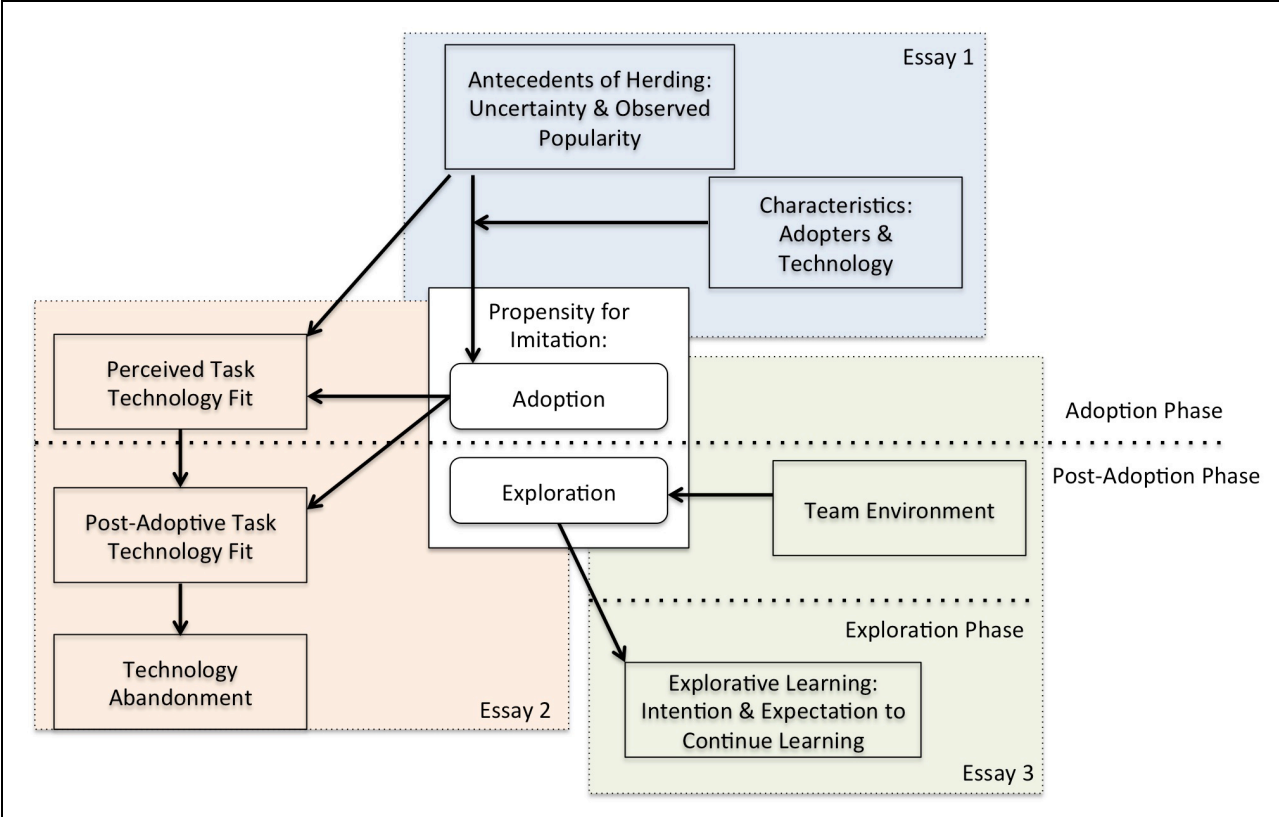 Essay 1
Antecedents of Herding:
Uncertainty & Observed
Popularity
Characteristics:
Adopters &
Technology
Propensity for
Imitation:
Perceived Task
Technology Fit
Adoption
Adoption Phase
Post-Adoption Phase
Exploration
Team Environment
Post-Adoptive Task
Technology Fit
Exploration Phase
Technology
Abandonment
Essay 2
Explorative Learning:
Intention & Expectation to
Continue Learning
Essay 3